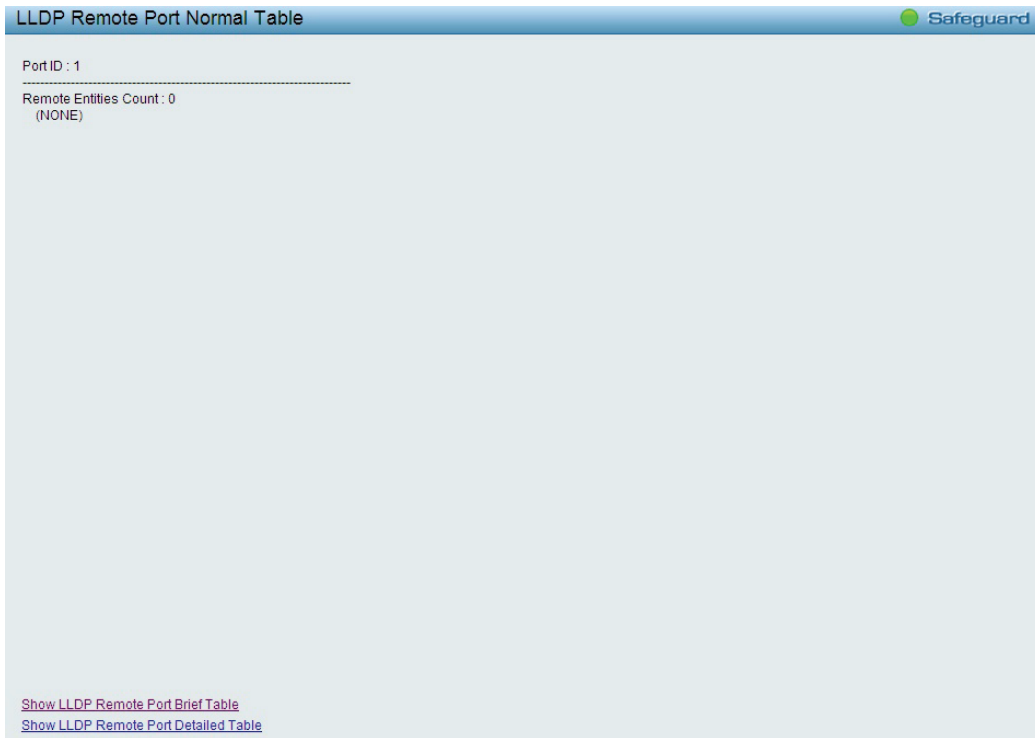 LLDP Remote Port Normal Table
Safeguard
Port ID : 1
--------------------------------------------------------------------------------
Remote Entities Count : 0
(NONE)
Show LLDP Remote Port Brief Table
Show LLDP Remote Port Detailed Table